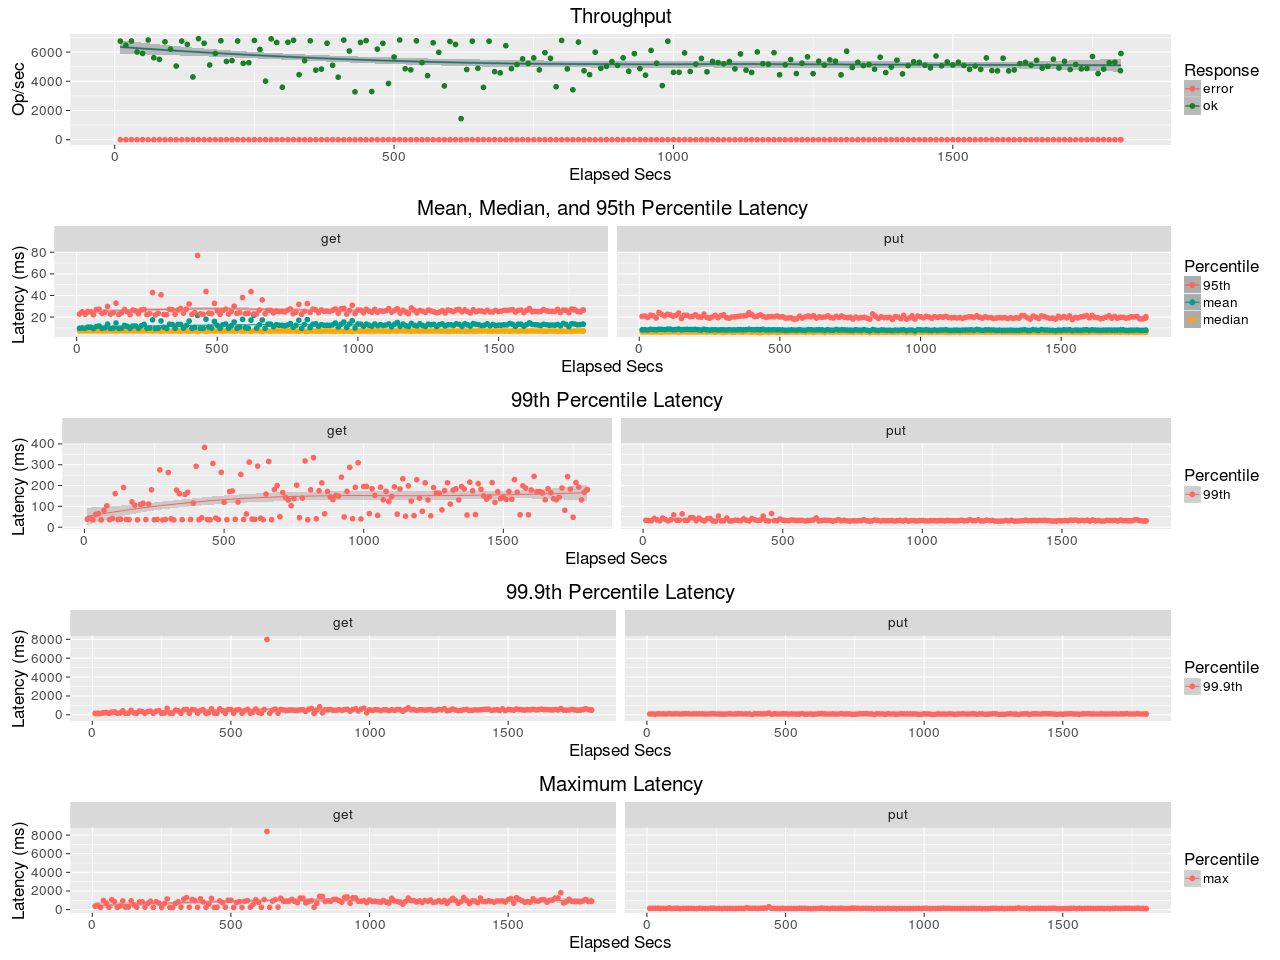 Throughput
Op/sec
6000
4000
2000
0
0 500 1000 1500
Elapsed Secs
Response
error
ok
Mean, Median, and 95th Percentile Latency
get put
Latency (ms)
80
60
40
20
0 500 1000 1500 0 500 1000 1500
Elapsed Secs
Percentile
95th
mean
median
99th Percentile Latency
get put
Latency (ms)
400
300
200
100
0
0 500 1000 1500 0 500 1000 1500
Elapsed Secs
Percentile
99th
99.9th Percentile Latency
get put
Latency (ms)
8000
6000
4000
2000
0
0 500 1000 1500 0 500 1000 1500
Elapsed Secs
Percentile
99.9th
Maximum Latency
get put
Latency (ms)
8000
6000
4000
2000
0
0 500 1000 1500 0 500 1000 1500
Elapsed Secs
Percentile
max